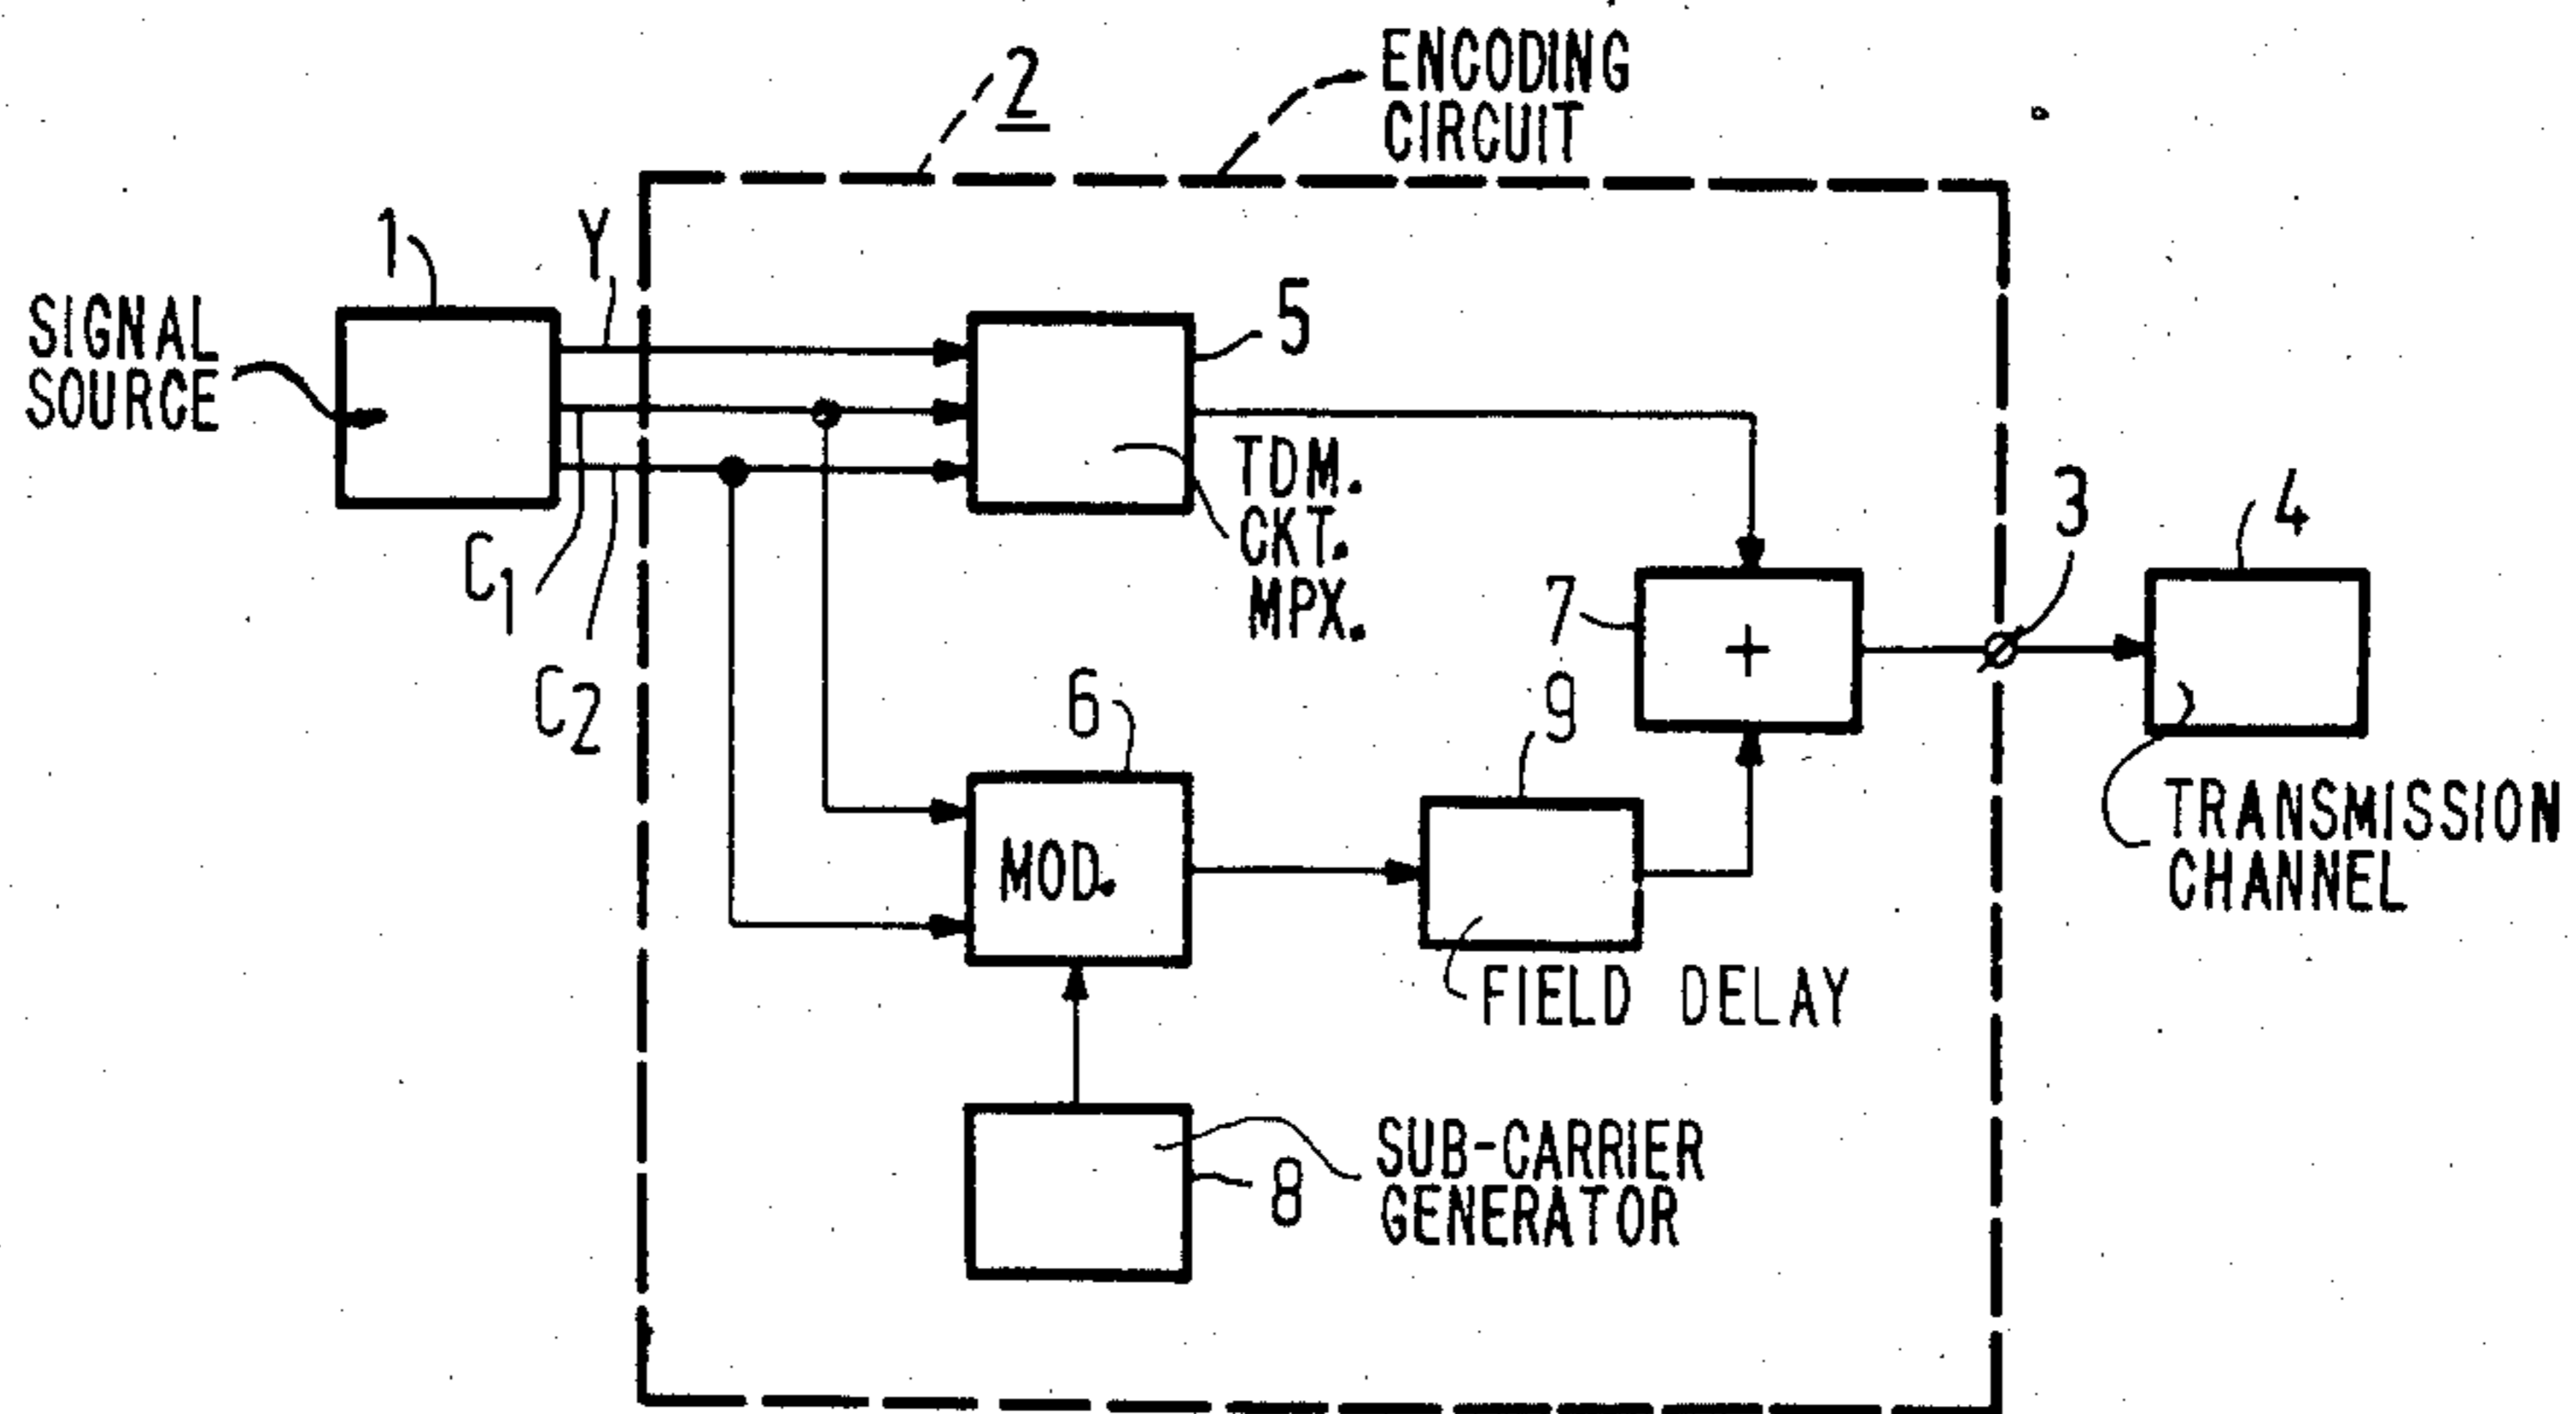 2
ENCODING
CIRCUIT
1
Y
SIGNAL
SOURCE
5
TDM.
CKT.
MPX.
C1
C2
3
4
7
+
6
9
MOD.
TRANSMISSION
CHANNEL
FIELD DELAY
SUB-CARRIER
GENERATOR
8